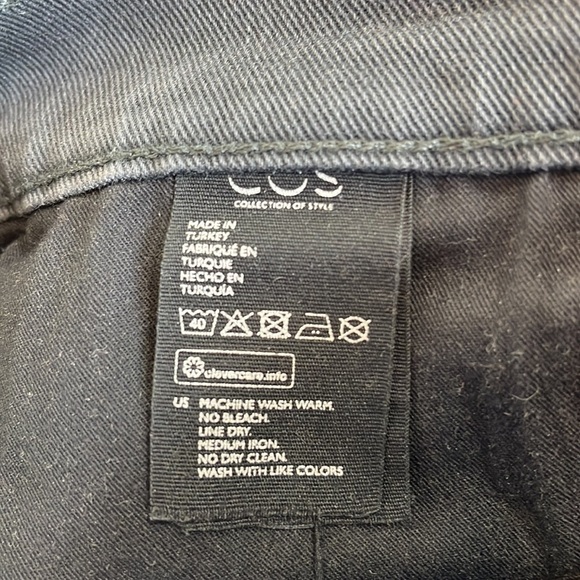 COS
COLLECTION OF STYLE
MADE IN
TURKEY
FABRIQUÉ EN
TURQUIE
HECHO EN
TURQUÍA
40
clevercare.info
US MACHINE WASH WARM.
NO BLEACH.
LINE DRY.
MEDIUM IRON.
NO DRY CLEAN.
WASH WITH LIKE COLORS